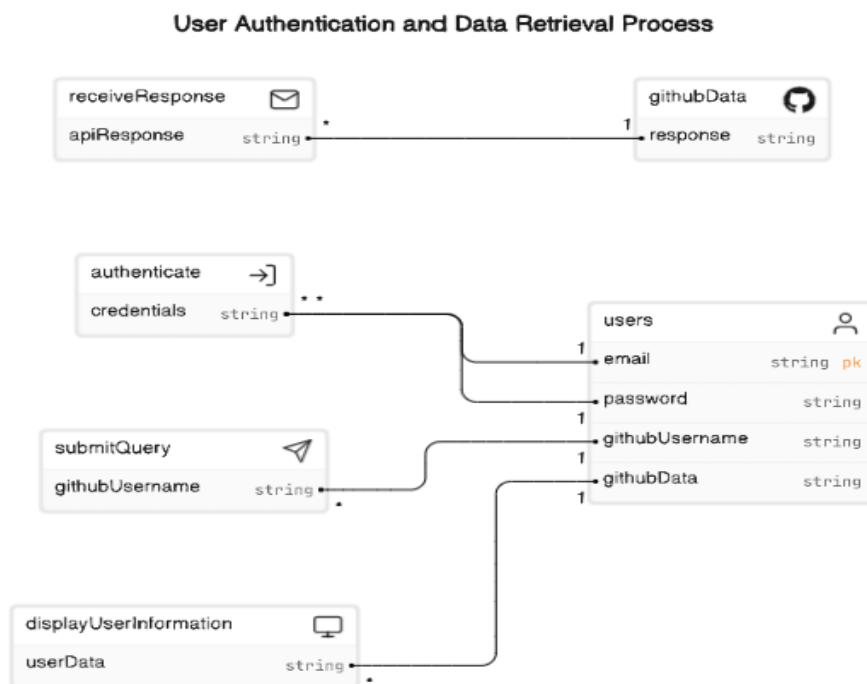 User Authentication and Data Retrieval Process
receiveResponse
apiResponse string
* 1
githubData
response string
authenticate
credentials string
* *
users
1
email string pk
password string
1
githubUsername string
1
githubData string
1
submitQuery
githubUsername string
*
displayUserInformation
userData string
*